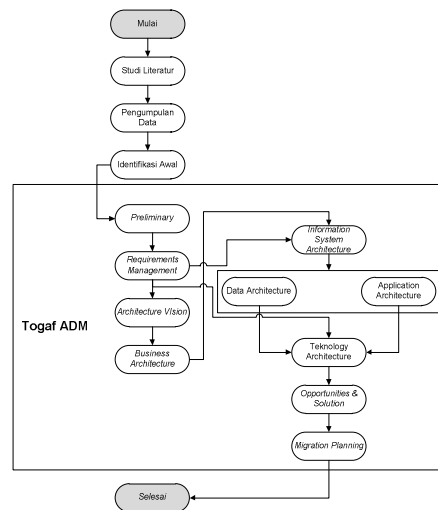 Mulai
Studi Literatur
Pengumpulan
Data
Identifikasi Awal
Togaf ADM
Preliminary
Requirements
Management
Architecture VIsion
Business
Architecture
Information
System
Architecture
Data Architecture
Application
Architecture
Teknology
Architecture
Opportunities &
Solution
Migration Planning
Selesai